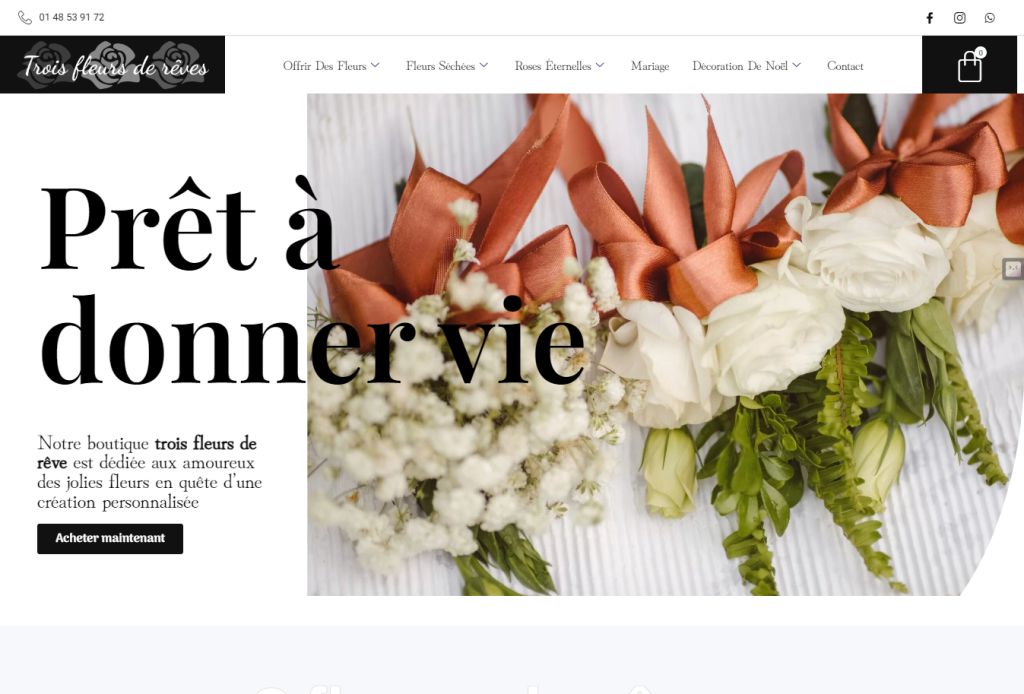 01 48 53 91 72
Trois fleurs de rêves
Offrir Des Fleurs
Fleurs Séchées
Roses Éternelles
Mariage
Décoration De Noël
Contact
0
Prêt à
donner vie
Notre boutique trois fleurs de
rêve est dédiée aux amoureux
des jolies fleurs en quête d'une
création personnalisée
Acheter maintenant